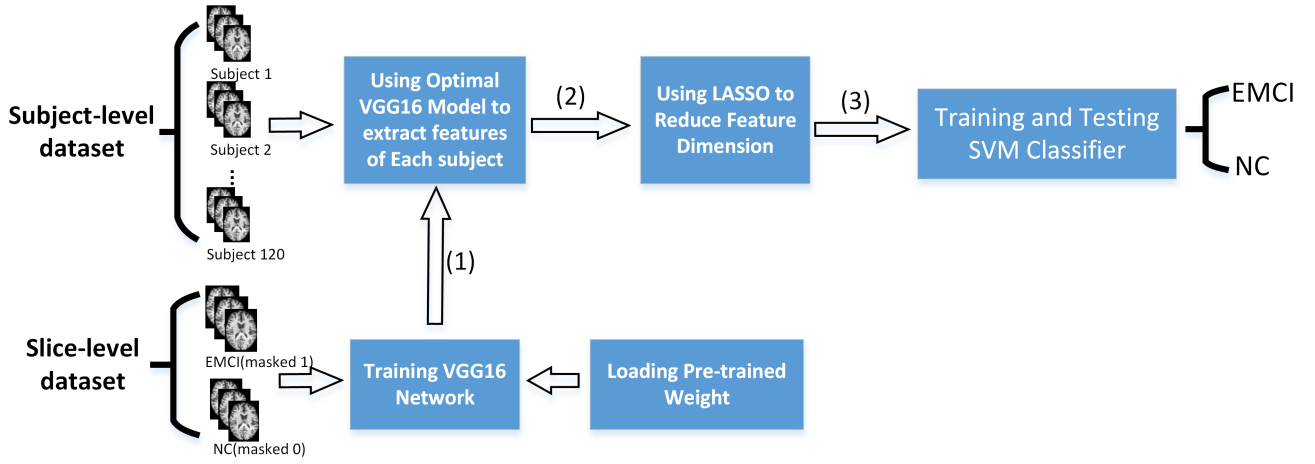 Subject-level
dataset
Subject 1
Subject 2
Subject 120
Using Optimal
VGG16 Model to
extract features
of Each subject
(2)
Using LASSO to
Reduce Feature
Dimension
(3)
Training and Testing
SVM Classifier
EMCI
NC
(1)
Slice-level
dataset
EMCI(masked 1)
NC(masked 0)
Training VGG16
Network
Loading Pre-trained
Weight